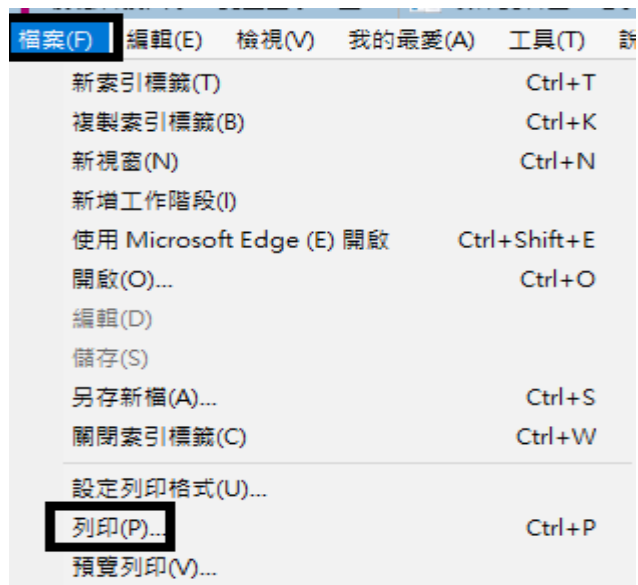 檔案(F) 編輯(E) 檢視(V) 我的最愛(A) 工具(T)
新索引標籤(T) Ctrl+T
複製索引標籤(B) Ctrl+K
新視窗(N) Ctrl+N
新增工作階段(I)
使用 Microsoft Edge (E) 開啟 Ctrl+Shift+E
開啟(O)... Ctrl+O
編輯(D)
儲存(S)
另存新檔(A)... Ctrl+S
關閉索引標籤(C) Ctrl+W
設定列印格式(U)...
列印(P)... Ctrl+P
預覽列印(V)...